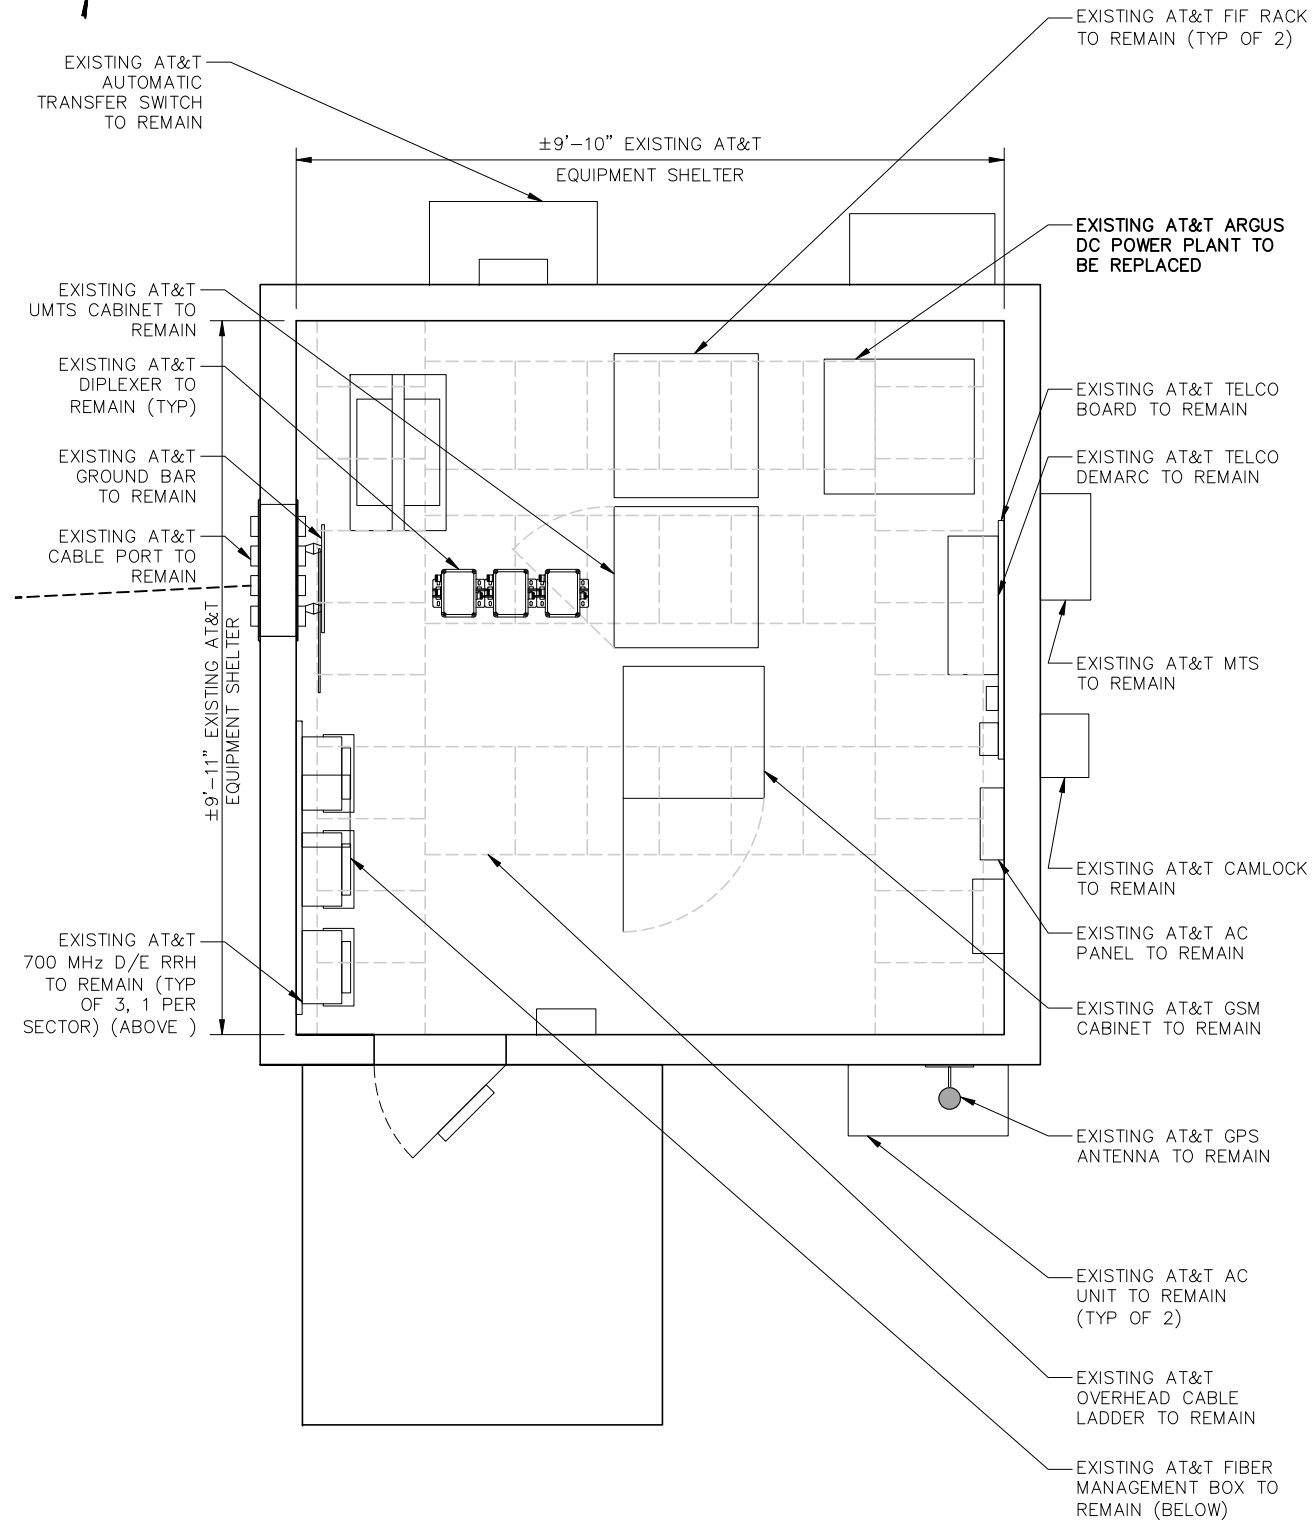 EXISTING AT&T FIF RACK
TO REMAIN (TYP OF 2)
EXISTING AT&T
AUTOMATIC
TRANSFER SWITCH
TO REMAIN
±9'-10" EXISTING AT&T
EQUIPMENT SHELTER
EXISTING AT&T ARGUS
DC POWER PLANT TO
BE REPLACED
EXISTING AT&T
UMTS CABINET TO
REMAIN
EXISTING AT&T
DIPLEXER TO
REMAIN (TYP)
EXISTING AT&T
GROUND BAR
TO REMAIN
EXISTING AT&T
CABLE PORT TO
REMAIN
±9'-11" EXISTING AT&T
EQUIPMENT SHELTER
EXISTING AT&T
700 MHz D/E RRH
TO REMAIN (TYP
OF 3, 1 PER
SECTOR) (ABOVE )
EXISTING AT&T TELCO
BOARD TO REMAIN
EXISTING AT&T TELCO
DEMARC TO REMAIN
EXISTING AT&T MTS
TO REMAIN
EXISTING AT&T CAMLOCK
TO REMAIN
EXISTING AT&T AC
PANEL TO REMAIN
EXISTING AT&T GSM
CABINET TO REMAIN
EXISTING AT&T GPS
ANTENNA TO REMAIN
EXISTING AT&T AC
UNIT TO REMAIN
(TYP OF 2)
EXISTING AT&T
OVERHEAD CABLE
LADDER TO REMAIN
EXISTING AT&T FIBER
MANAGEMENT BOX TO
REMAIN (BELOW)